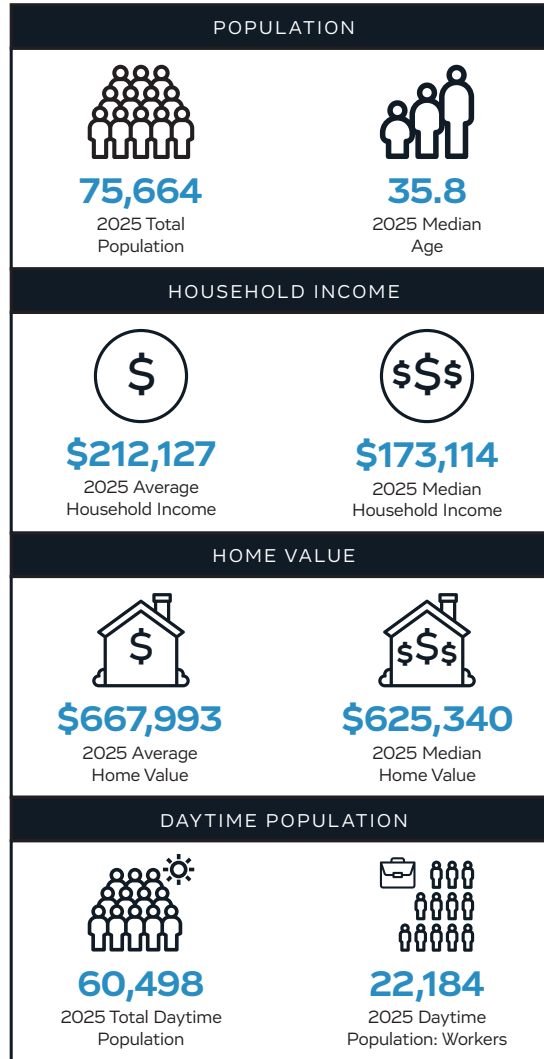 POPULATION
75,664
2025 Total
Population
35.8
2025 Median
Age
HOUSEHOLD INCOME
$
$212,127
2025 Average
Household Income
$$$
$173,114
2025 Median
Household Income
HOME VALUE
$
$667,993
2025 Average
Home Value
$$$
$625,340
2025 Median
Home Value
DAYTIME POPULATION
60,498
2025 Total Daytime
Population
22,184
2025 Daytime
Population: Workers